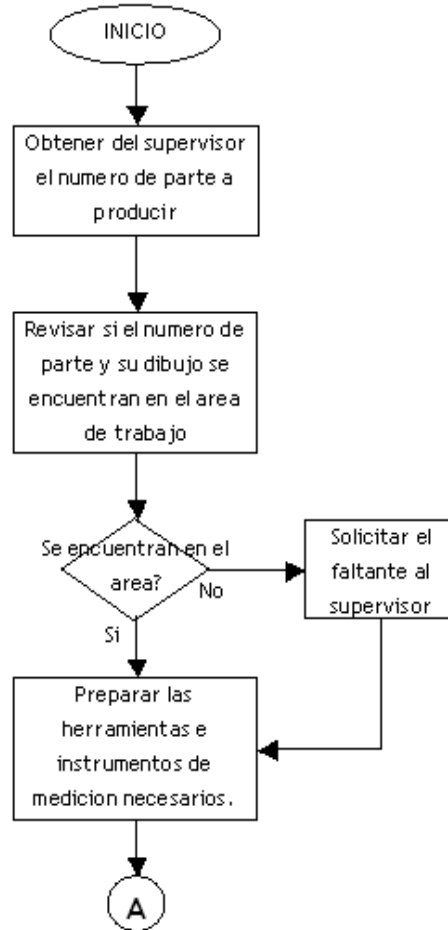 INICIO
Obtener del supervisor
el numero de parte a
producir
Revisar si el numero de
parte y su dibujo se
encuentran en el area
de trabajo
Se encuentran en el
area?
No
Si
Solicitar el
faltante al
supervisor
Preparar las
herramientas e
instrumentos de
medicion necesarios.
A